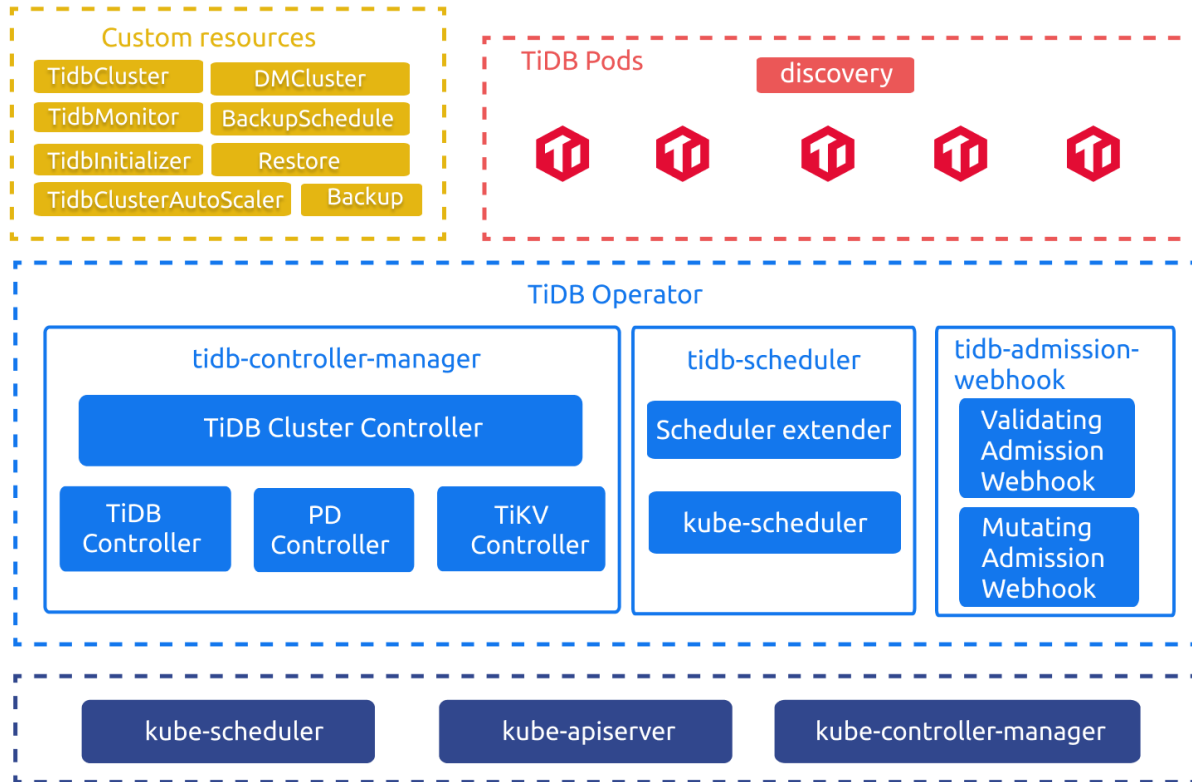 Custom resources
TidbCluster
DMCluster
TidbMonitor
BackupSchedule
TidbInitializer
Restore
TidbClusterAutoScaler
Backup
TiDB Pods
discovery
TiDB Operator
tidb-controller-manager
TiDB Cluster Controller
TiDB
Controller
PD
Controller
TiKV
Controller
tidb-scheduler
Scheduler extender
kube-scheduler
tidb-admission-
webhook
Validating
Admission
Webhook
Mutating
Admission
Webhook
kube-scheduler
kube-apiserver
kube-controller-manager